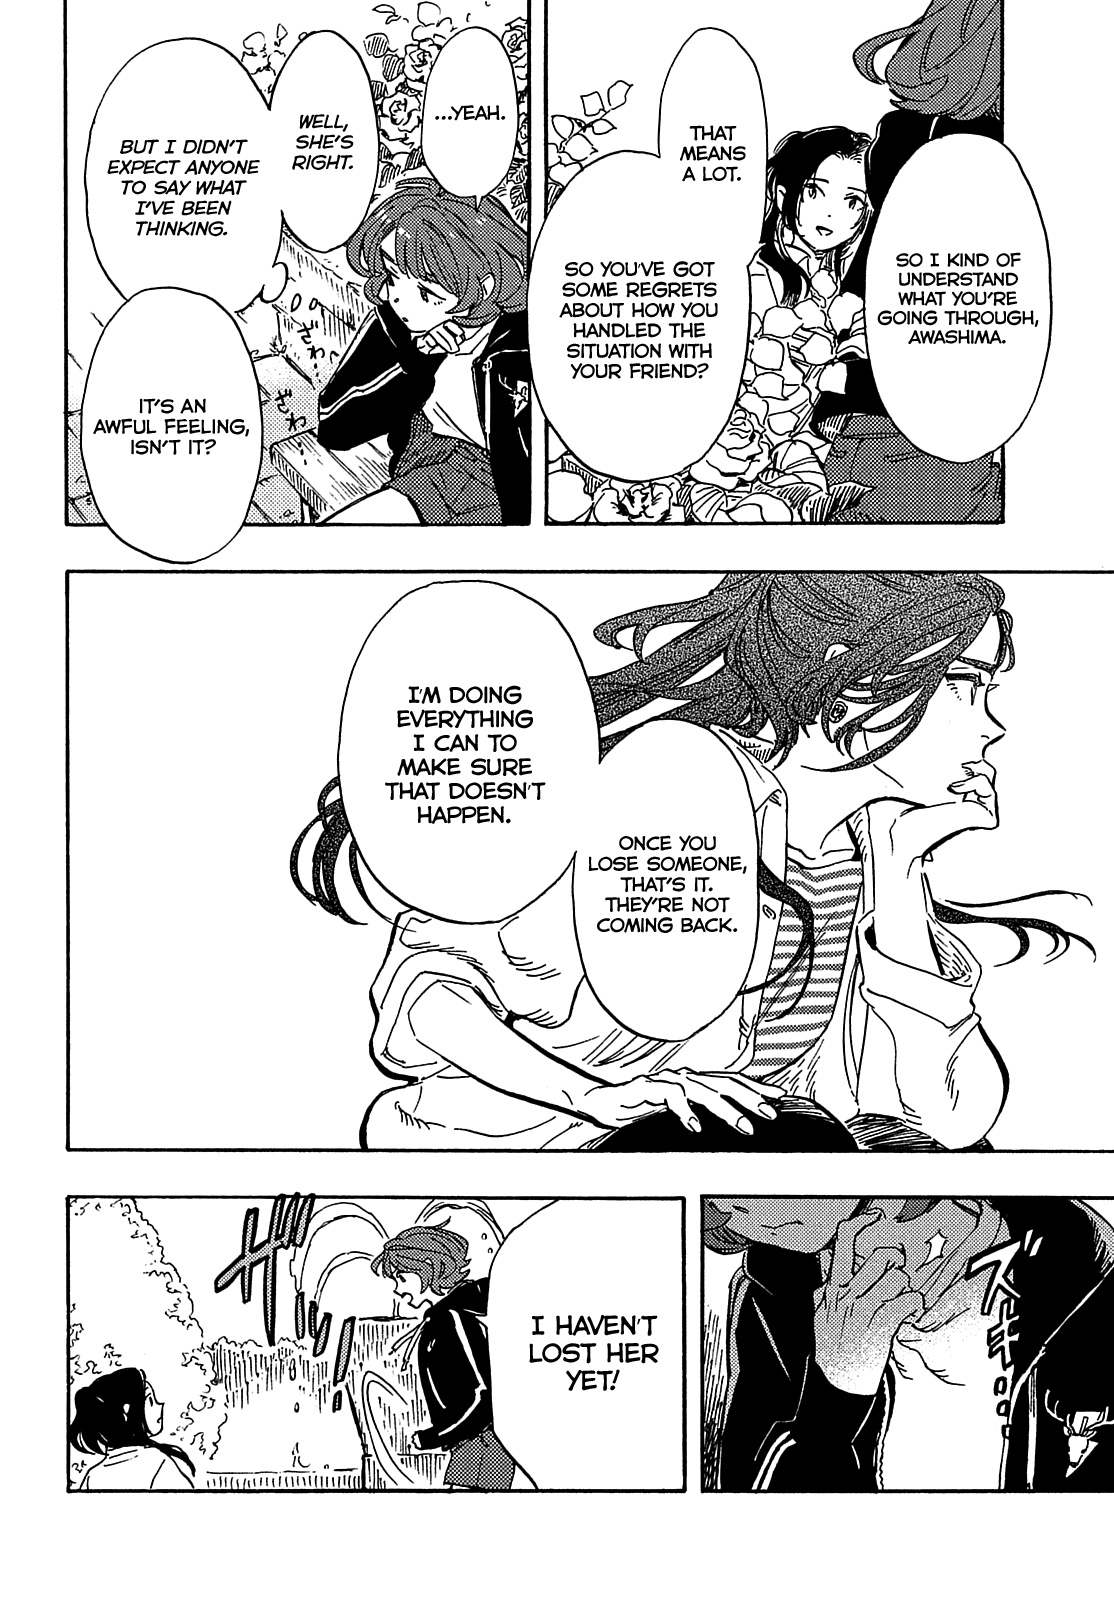 SO I KIND OF
UNDERSTAND
WHAT YOU'RE
GOING THROUGH,
AWASHIMA.
THAT
MEANS
A LOT.
SO YOU'VE GOT
SOME REGRETS
ABOUT HOW YOU
HANDLED THE
SITUATION WITH
YOUR FRIEND?
...YEAH.
WELL,
SHE'S
RIGHT.
BUT I DIDN'T
EXPECT ANYONE
TO SAY WHAT
I'VE BEEN
THINKING.
IT'S AN
AWFUL FEELING,
ISN'T IT?
ONCE YOU
LOSE SOMEONE,
THAT'S IT.
THEY'RE NOT
COMING BACK.
I'M DOING
EVERYTHING
I CAN TO
MAKE SURE
THAT DOESN'T
HAPPEN.
I HAVEN'T
LOST HER
YET!